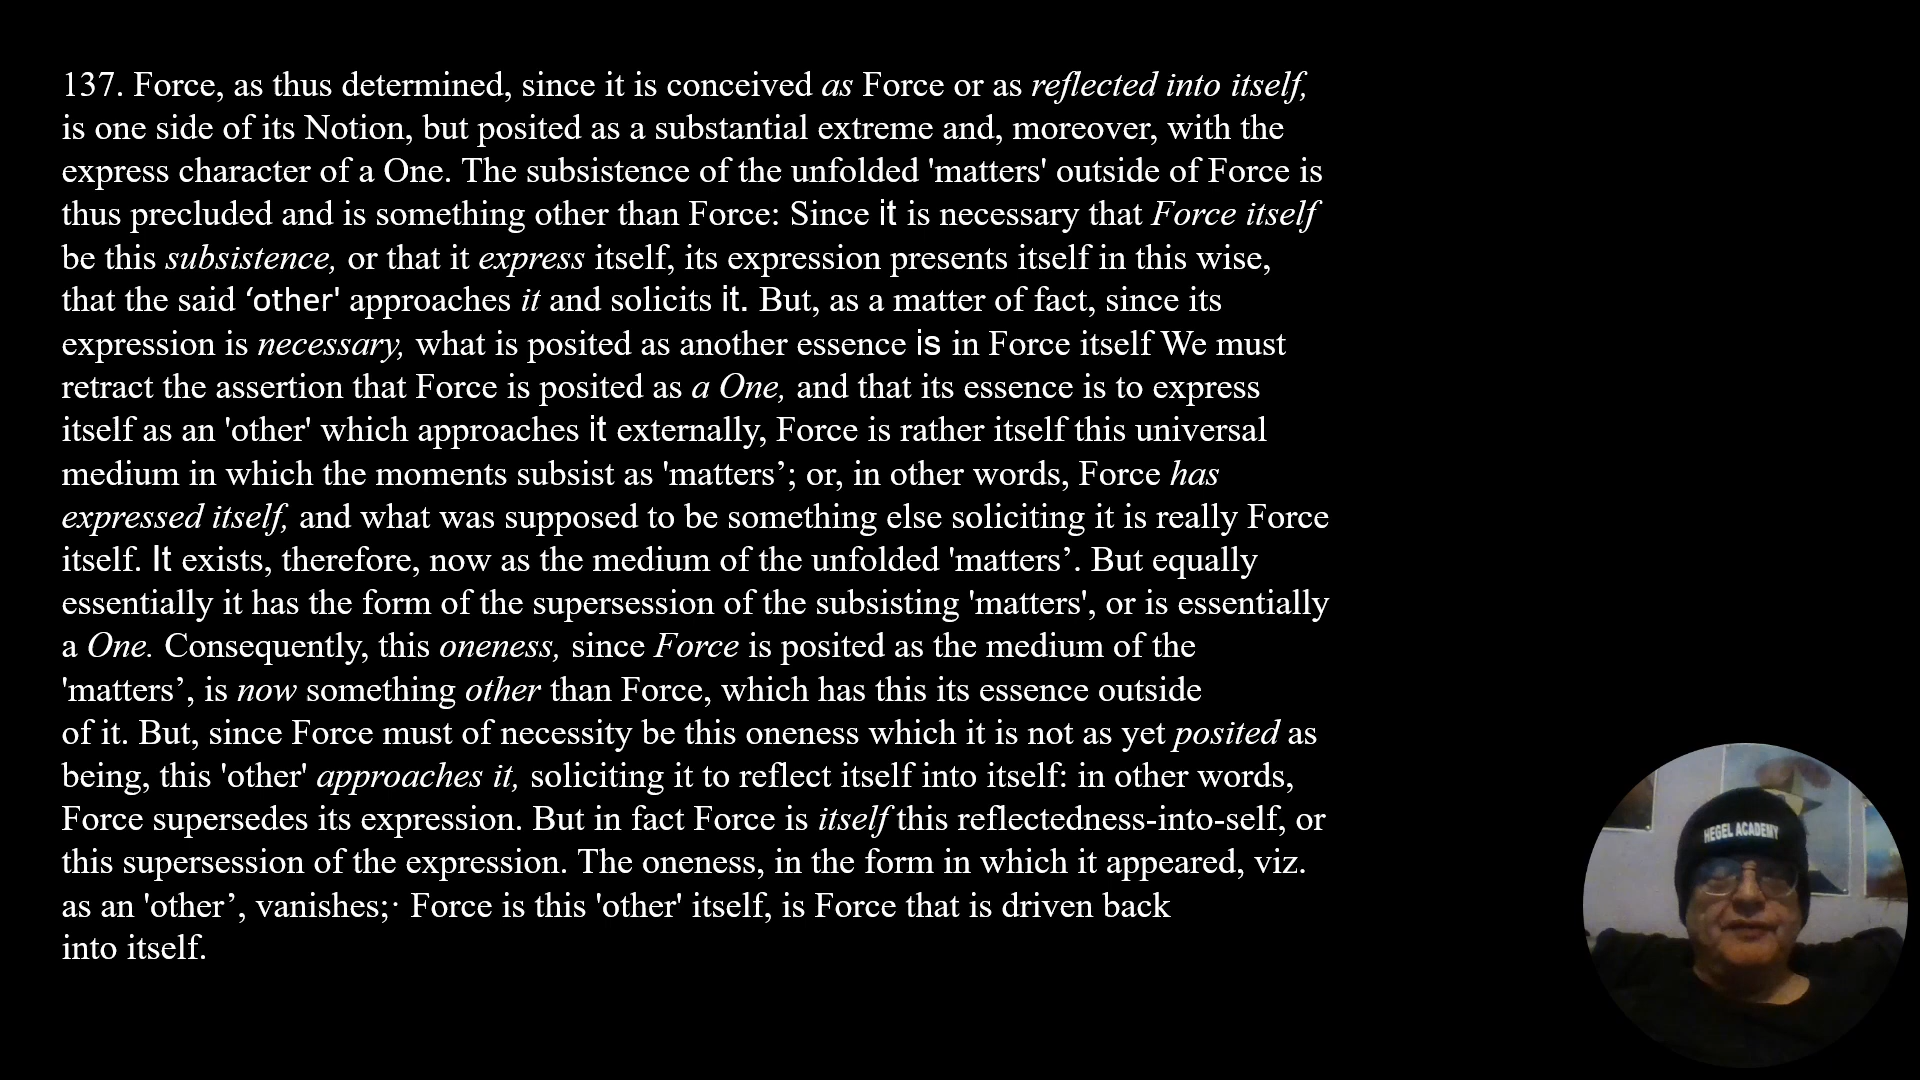 137. Force, as thus determined, since it is conceived as Force or as reflected into itself,
is one side of its Notion, but posited as a substantial extreme and, moreover, with the
express character of a One. The subsistence of the unfolded 'matters' outside of Force is
thus precluded and is something other than Force: Since it is necessary that Force itself
be this subsistence, or that it express itself, its expression presents itself in this wise,
that the said ‘other' approaches it and solicits it. But, as a matter of fact, since its
expression is necessary, what is posited as another essence is in Force itself We must
retract the assertion that Force is posited as a One, and that its essence is to express
itself as an 'other' which approaches it externally, Force is rather itself this universal
medium in which the moments subsist as 'matters’; or, in other words, Force has
expressed itself, and what was supposed to be something else soliciting it is really Force
itself. It exists, therefore, now as the medium of the unfolded 'matters’. But equally
essentially it has the form of the supersession of the subsisting 'matters', or is essentially
a One. Consequently, this oneness, since Force is posited as the medium of the
'matters’, is now something other than Force, which has this its essence outside
of it. But, since Force must of necessity be this oneness which it is not as yet posited as
being, this 'other' approaches it, soliciting it to reflect itself into itself: in other words,
Force supersedes its expression. But in fact Force is itself this reflectedness-into-self, or
this supersession of the expression. The oneness, in the form in which it appeared, viz.
as an 'other’, vanishes;· Force is this 'other' itself, is Force that is driven back
into itself.
HEGEL ACADEMY